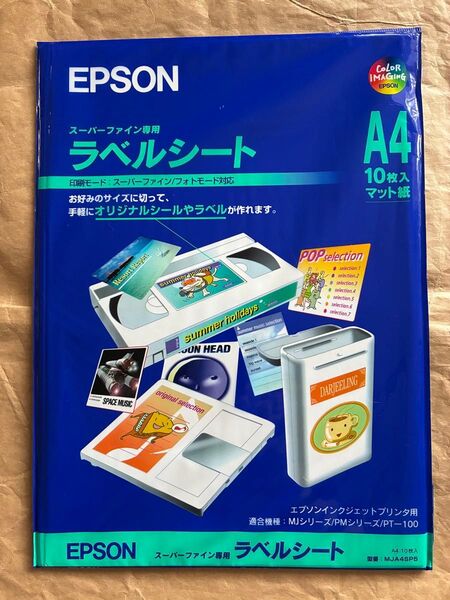 EPSON
COLOR
IMAGING
EPSON
スーパーファイン専用
ラベルシート
A4
10枚入
マット紙
印刷モード:スーパーファイン/フォトモード対応
お好みのサイズに切って、
手軽にオリジナルシールやラベルが作れます。
summer holidays
summer holidays
POP selection
selection.1
selection.2
selection.3
selection.4
selection.5
selection.6
selection.7
summer music selection
MOON HEAD
SPACE MUSIC
original selection
DARJEELING
エプソンインクジェットプリンタ用
適合機種:MJシリーズ/PMシリーズ/PT-100
EPSON スーパーファイン専用 ラベルシート
A4:10枚入
型番:MJA4SP5